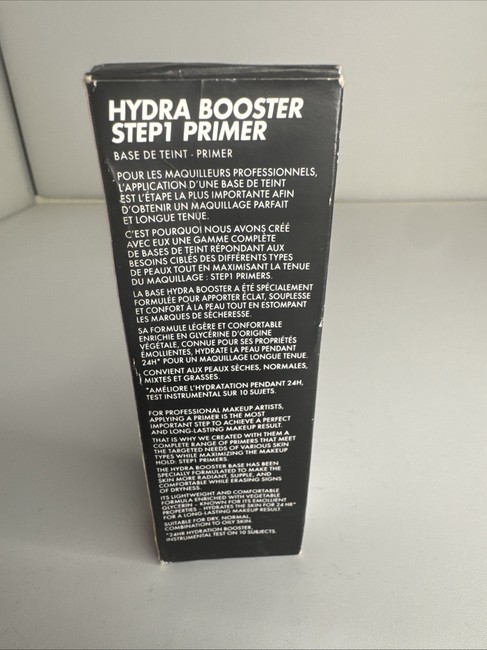 HYDRA BOOSTER
STEP1 PRIMER
BASE DE TEINT - PRIMER
POUR LES MAQUILLEURS PROFESSIONNELS,
L'APPLICATION D'UNE BASE DE TEINT
EST L'ÉTAPE LA PLUS IMPORTANTE AFIN
D'OBTENIR UN MAQUILLAGE PARFAIT
ET LONGUE TENUE.
C'EST POURQUOI NOUS AVONS CRÉÉ
AVEC EUX UNE GAMME COMPLÈTE
DE BASES DE TEINT RÉPONDANT AUX
BESOINS CIBLÉS DES DIFFÉRENTS TYPES
DE PEAUX TOUT EN MAXIMISANT LA TENUE
DU MAQUILLAGE : STEP1 PRIMERS.
LA BASE HYDRA BOOSTER A ÉTÉ SPÉCIALEMENT
FORMULÉE POUR APPORTER ÉCLAT, SOUPLESSE
ET CONFORT À LA PEAU TOUT EN ESTOMPANT
LES MARQUES DE SÈCHERESSE.
SA FORMULE LÉGÈRE ET CONFORTABLE
ENRICHIE EN GLYCÉRINE D'ORIGINE
VÉGÉTALE, CONNUE POUR SES PROPRIÉTÉS
ÉMOLLIENTES, HYDRATE LA PEAU PENDANT
24H* POUR UN MAQUILLAGE LONGUE TENUE.
CONVIENT AUX PEAUX SÈCHES, NORMALES,
MIXTES ET GRASSES.
*AMÉLIORE L'HYDRATATION PENDANT 24H,
TEST INSTRUMENTAL SUR 10 SUJETS.
FOR PROFESSIONAL MAKEUP ARTISTS,
APPLYING A PRIMER IS THE MOST
IMPORTANT STEP TO ACHIEVE A PERFECT
AND LONG-LASTING MAKEUP RESULT.
THAT IS WHY WE CREATED WITH THEM A
COMPLETE RANGE OF PRIMERS THAT MEET
THE TARGETED NEEDS OF VARIOUS SKIN
TYPES WHILE MAXIMIZING THE MAKEUP
HOLD: STEP1 PRIMERS.
THE HYDRA BOOSTER BASE HAS BEEN
SPECIALLY FORMULATED TO MAKE THE
SKIN MORE RADIANT, SUPPLE, AND
COMFORTABLE WHILE ERASING SIGNS
OF DRYNESS.
ITS LIGHTWEIGHT AND COMFORTABLE
FORMULA ENRICHED WITH VEGETABLE
GLYCERIN - KNOWN FOR ITS EMOLLIENT
PROPERTIES - HYDRATES THE SKIN FOR 24 HR*
FOR A LONG-LASTING MAKEUP RESULT.
SUITABLE FOR DRY, NORMAL,
COMBINATION TO OILY SKIN.
*24HR HYDRATION BOOSTER,
INSTRUMENTAL TEST ON 10 SUBJECTS.